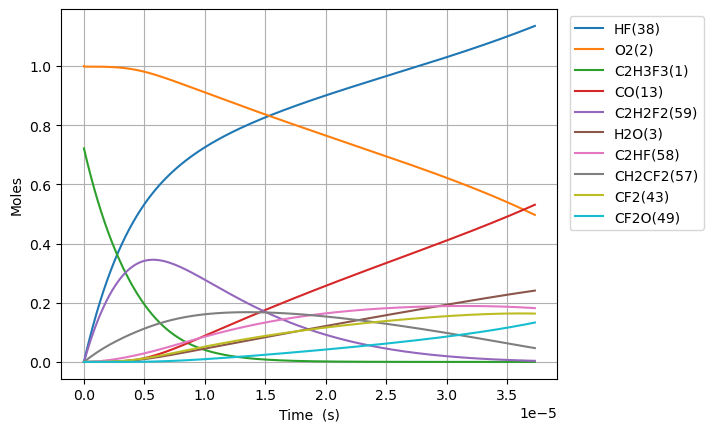 HF(38)
O2(2)
C2H3F3(1)
CO(13)
C2H2F2(59)
H2O(3)
C2HF(58)
CH2CF2(57)
CF2(43)
CF2O(49)
Moles
1.0
0.8
0.6
0.4
0.2
0.0
0.0 0.5 1.0 1.5 2.0 2.5 3.0 3.5
1e-5
Time (s)